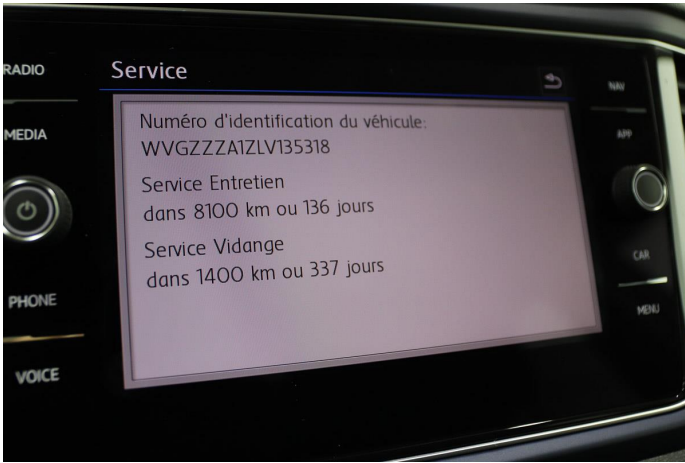 RADIO
MEDIA
PHONE
VOICE
Service
Numéro d'identification du véhicule:
WVGZZZA1ZLV135318
Service Entretien
dans 8100 km ou 136 jours
Service Vidange
dans 1400 km ou 337 jours
NAV
APP
CAR
MENU